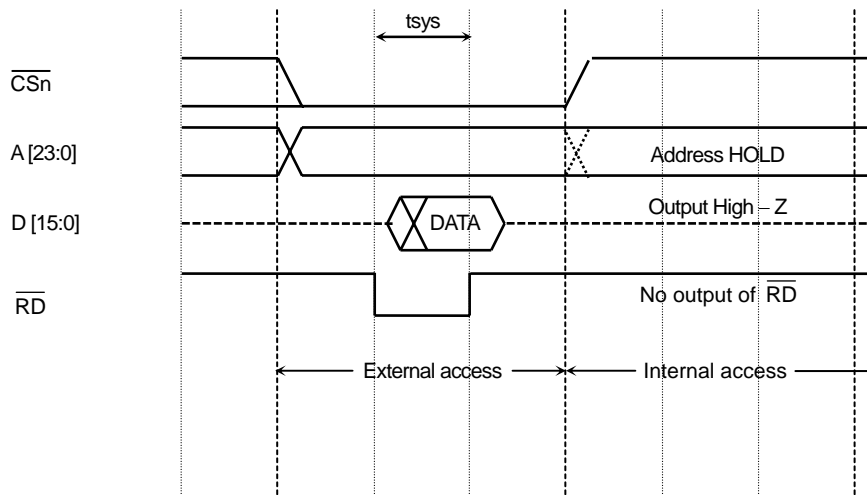 tsys
CSn
A [23:0]
Address HOLD
D [15:0]
DATA
Output High – Z
RD
No output of RD
External access
Internal access